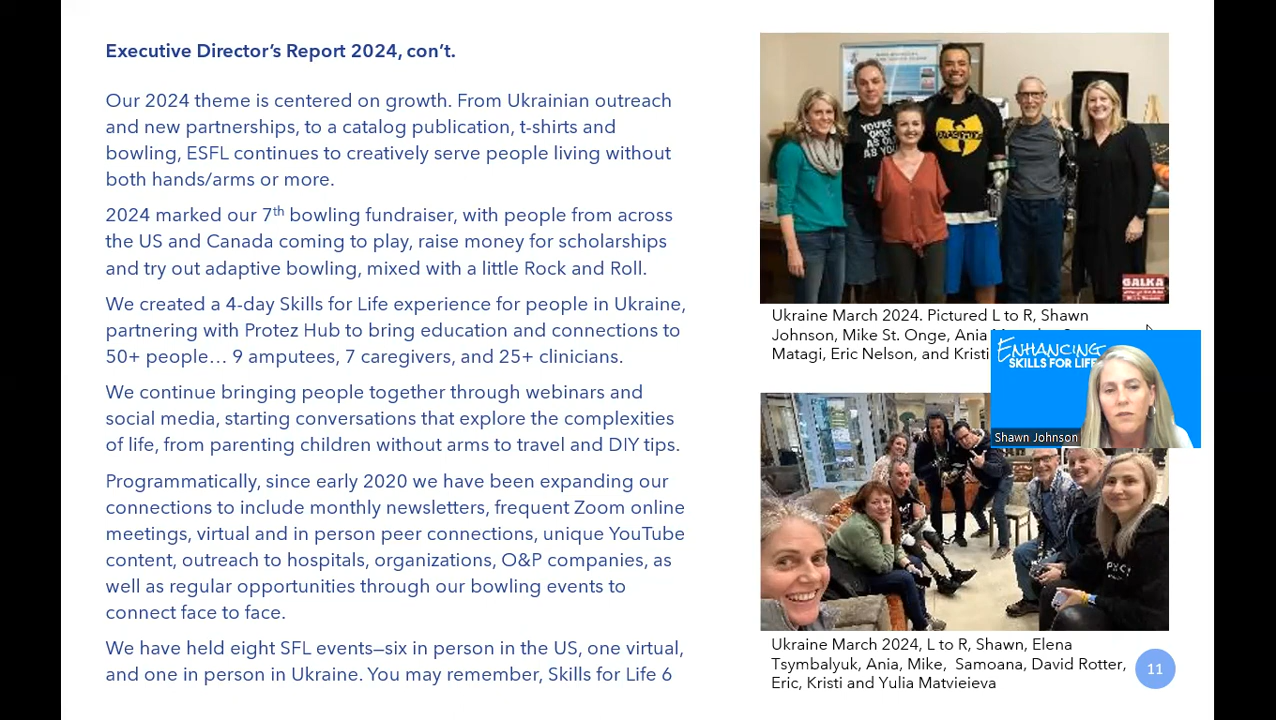 Executive Director's Report 2024, con't.
Our 2024 theme is centered on growth. From Ukrainian outreach
and new partnerships, to a catalog publication, t-shirts and
bowling, ESFL continues to creatively serve people living without
both hands/arms or more.
2024 marked our 7th bowling fundraiser, with people from across
the US and Canada coming to play, raise money for scholarships
and try out adaptive bowling, mixed with a little Rock and Roll.
We created a 4-day Skills for Life experience for people in Ukraine,
partnering with Protez Hub to bring education and connections to
50+ people… 9 amputees, 7 caregivers, and 25+ clinicians.
We continue bringing people together through webinars and
social media, starting conversations that explore the complexities
of life, from parenting children without arms to travel and DIY tips.
Programmatically, since early 2020 we have been expanding our
connections to include monthly newsletters, frequent Zoom online
meetings, virtual and in person peer connections, unique YouTube
content, outreach to hospitals, organizations, O&P companies, as
well as regular opportunities through our bowling events to
connect face to face.
We have held eight SFL events—six in person in the US, one virtual,
and one in person in Ukraine. You may remember, Skills for Life 6
YOU'RE
ONLY
AS OLD
AS YOU
GALKA
Ukraine March 2024. Pictured L to R, Shawn
Johnson, Mike St. Onge, Ania
Matagi, Eric Nelson, and Kristi
ENHANCING
SKILLS FOR LIFE
Shawn Johnson
Ukraine March 2024, L to R, Shawn, Elena
Tsymbalyuk, Ania, Mike, Samoana, David Rotter,
Eric, Kristi and Yulia Matvieieva
11